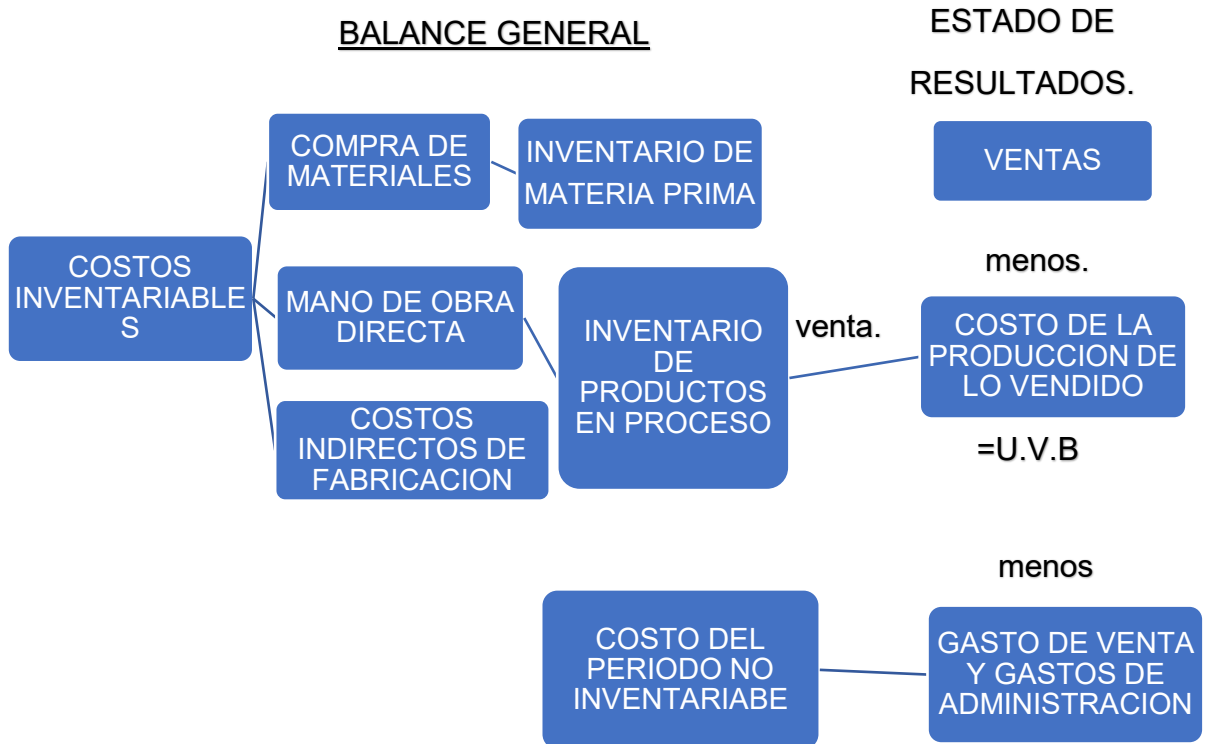 BALANCE GENERAL
ESTADO DE
RESULTADOS.
COMPRA DE
MATERIALES
INVENTARIO DE
MATERIA PRIMA
VENTAS
COSTOS
INVENTARIABLE
S
MANO DE OBRA
DIRECTA
INVENTARIO
DE
PRODUCTOS
EN PROCESO
venta.
menos.
COSTO DE LA
PRODUCCION DE
LO VENDIDO
COSTOS
INDIRECTOS DE
FABRICACION
=U.V.B
menos
COSTO DEL
PERIODO NO
INVENTARIABE
GASTO DE VENTA
Y GASTOS DE
ADMINISTRACION